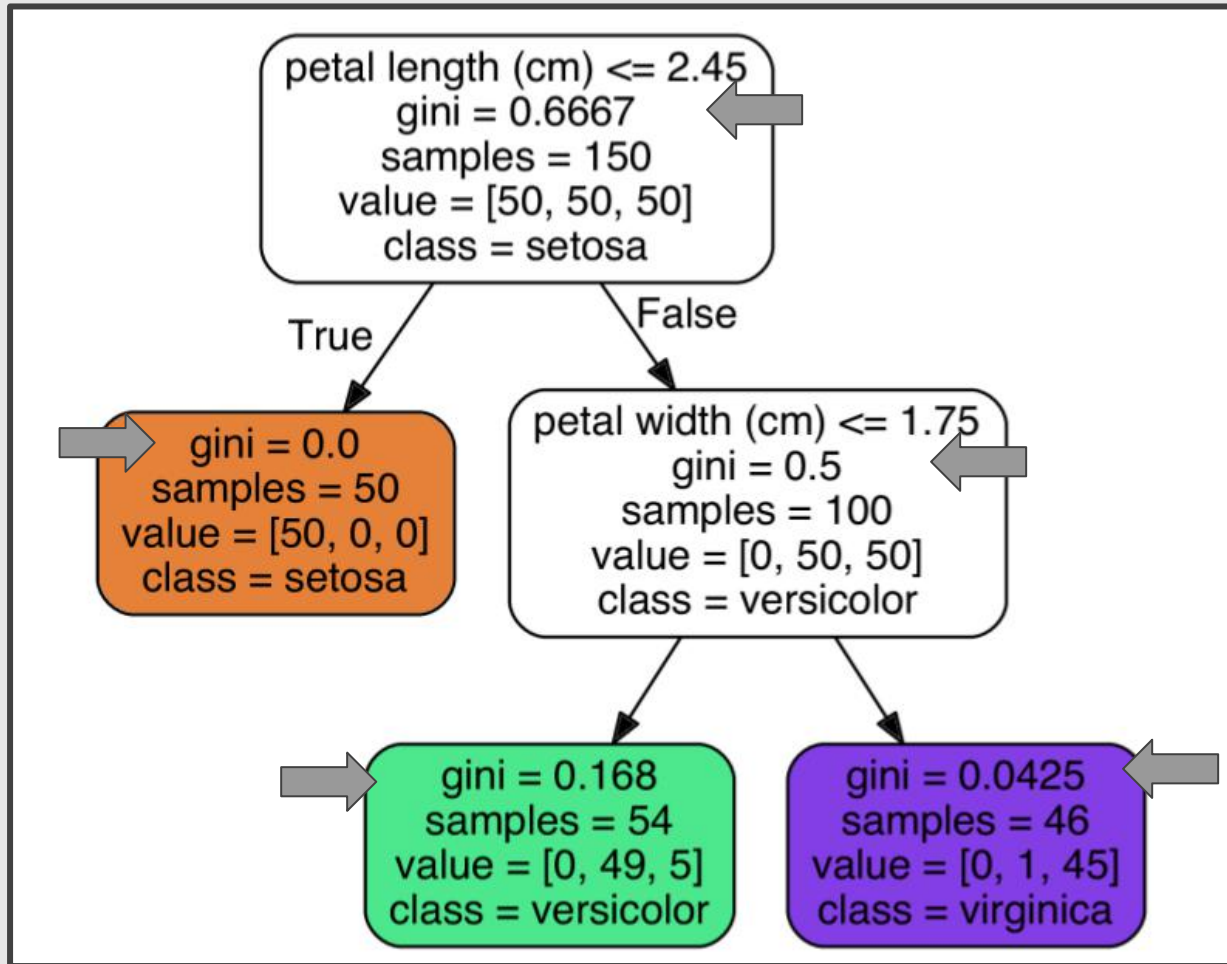 petal length (cm) <= 2.45
gini = 0.6667
samples = 150
value = [50, 50, 50]
class = setosa
True
False
gini = 0.0
samples = 50
value = [50, 0, 0]
class = setosa
petal width (cm) <= 1.75
gini = 0.5
samples = 100
value = [0, 50, 50]
class = versicolor
gini = 0.168
samples = 54
value = [0, 49, 5]
class = versicolor
gini = 0.0425
samples = 46
value = [0, 1, 45]
class = virginica